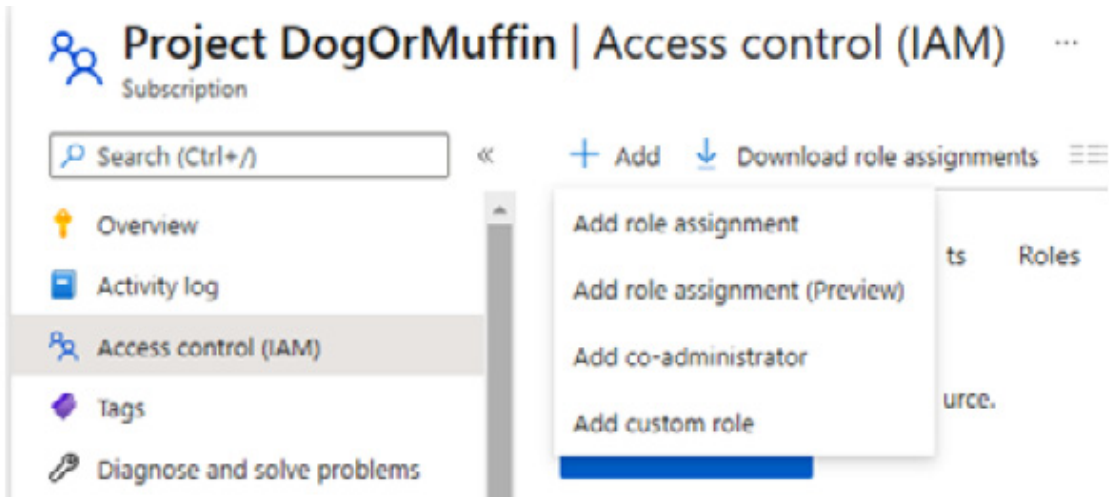 Project DogOrMuffin | Access control (IAM) ...
Subscription
Search (Ctrl+/)
«
+ Add
Download role assignments
Overview
Activity log
Access control (IAM)
Tags
Diagnose and solve problems
Add role assignment
Add role assignment (Preview)
Add co-administrator
Add custom role
ts
Roles
urce.